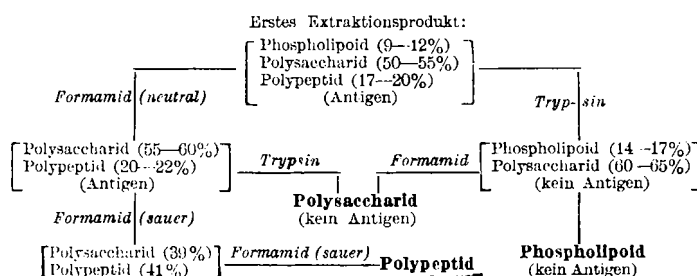 Erstes Extraktionsprodukt:
Phospholipoid (9—12%)
Polysaccharid (50—55%)
Polypeptid (17—20%)
(Antigen)
Formamid (neutral)
Trypsin
Polysaccharid (55—60%)
Polypeptid (20—22%)
(Antigen)
Trypsin
Formamid
Phospholipoid (14—17%)
Polysaccharid (60—65%)
(kein Antigen)
Polysaccharid
(kein Antigen)
Formamid (sauer)
Polysaccharid (39%)
Polypeptid (41%)
Formamid (sauer)
Polypeptid
Phospholipoid
(kein Antigen)